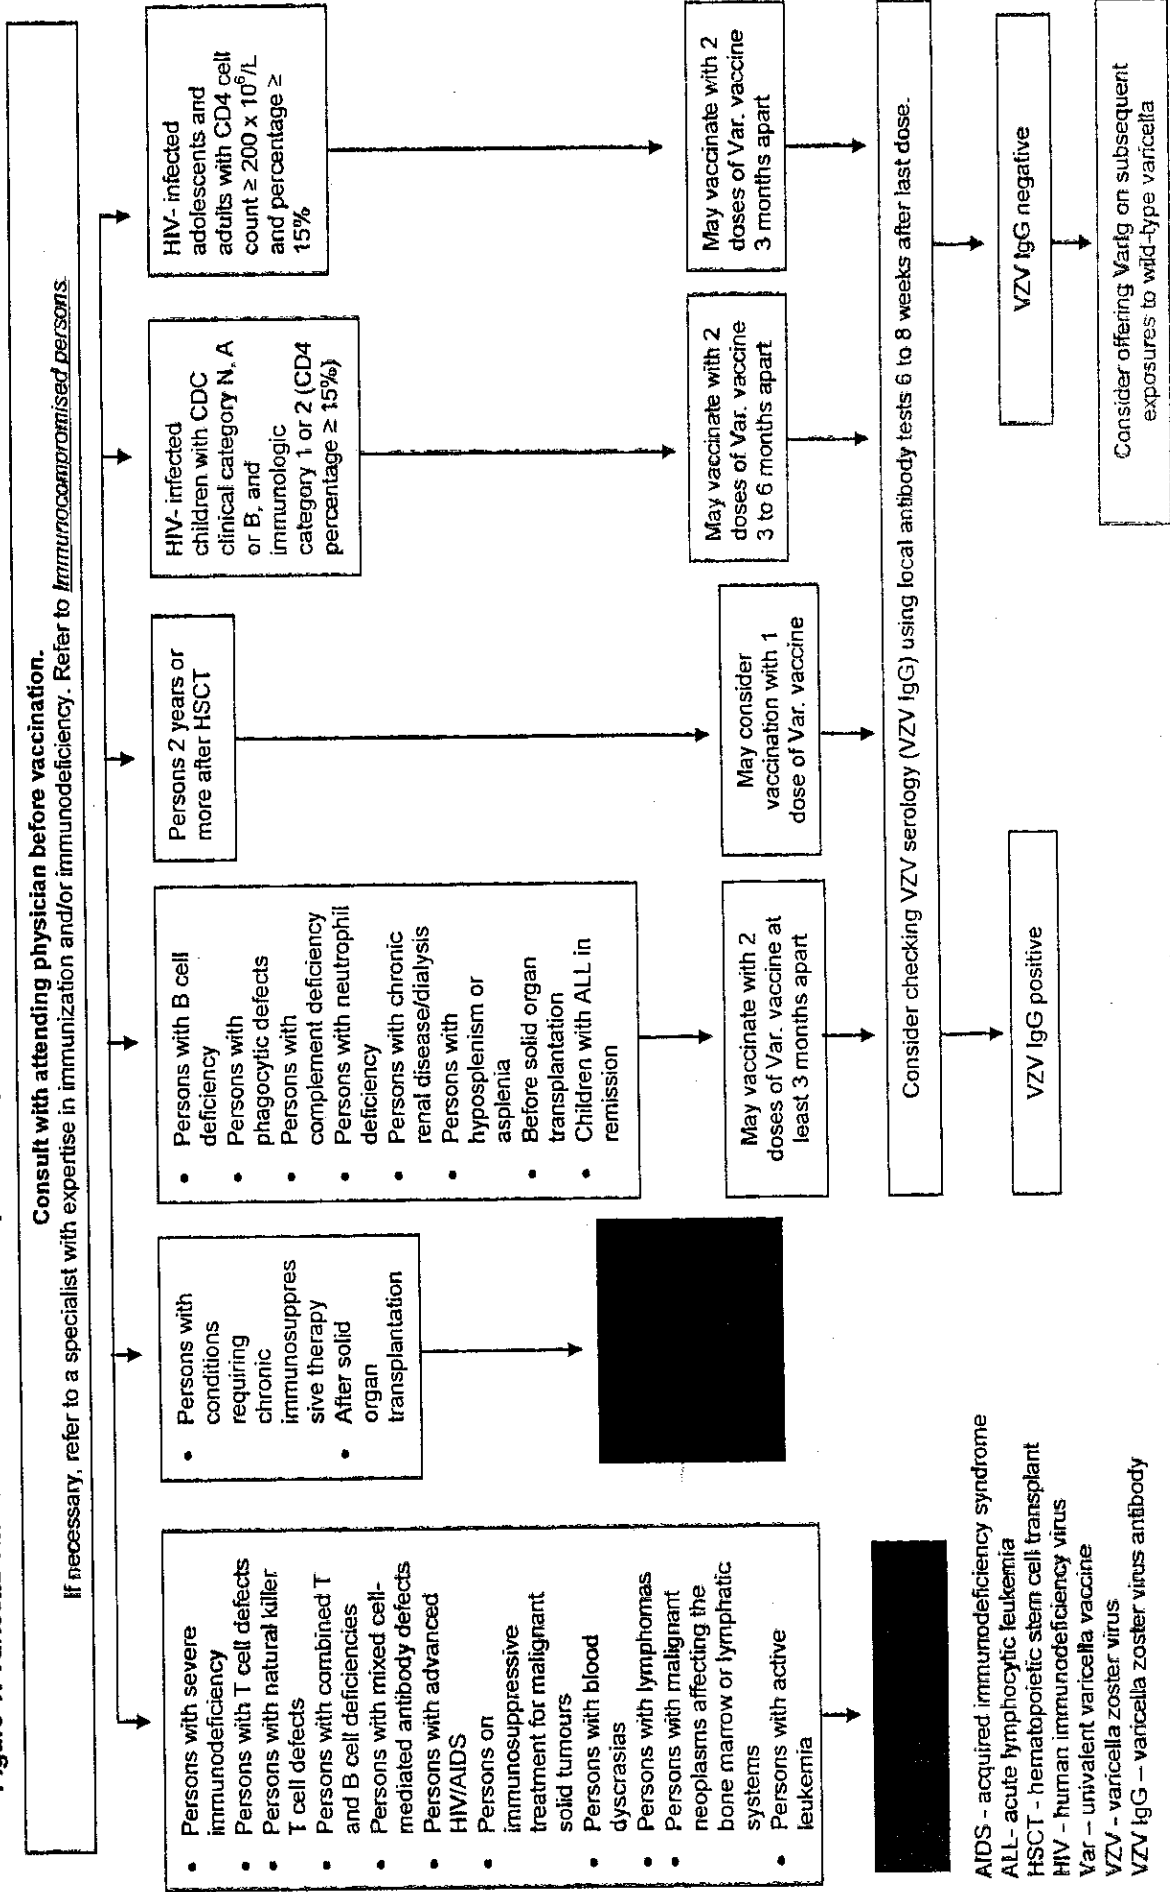 Consult with attending physician before vaccination.
If necessary, refer to a specialist with expertise in immunization and/or immunodeficiency. Refer to Immunocompromised persons.
• Persons with severe
immunodeficiency
• Persons with T cell defects
• Persons with natural killer
T cell defects
• Persons with combined T
and B cell deficiencies
• Persons with mixed cell-
mediated antibody defects
• Persons with advanced
HIV/AIDS
• Persons on
immunosuppressive
treatment for malignant
solid tumours
• Persons with blood
dyscrasias
• Persons with lymphomas
• Persons with malignant
neoplasms affecting the
bone marrow or lymphatic
systems
• Persons with active
leukemia
• Persons with
conditions
requiring
chronic
immunosuppres
sive therapy
• After solid
organ
transplantation
• Persons with B cell
deficiency
• Persons with
phagocytic defects
• Persons with
complement deficiency
• Persons with neutrophil
deficiency
• Persons with chronic
renal disease/dialysis
• Persons with
hyposplenism or
asplenia
• Before solid organ
transplantation
• Children with ALL in
remission
Persons 2 years or
more after HSCT
HIV- infected
children with CDC
clinical category N, A
or B, and
immunologic
category 1 or 2 (CD4
percentage ≥ 15%)
HIV- infected
adolescents and
adults with CD4 cell
count ≥ 200 x 10⁶/L
and percentage ≥
15%
May vaccinate with 2
doses of Var. vaccine at
least 3 months apart
May consider
vaccination with 1
dose of Var. vaccine
May vaccinate with 2
doses of Var. vaccine
3 to 6 months apart
May vaccinate with 2
doses of Var. vaccine
3 months apart
Consider checking VZV serology (VZV IgG) using local antibody tests 6 to 8 weeks after last dose.
VZV IgG positive
VZV IgG negative
Consider offering VarIg on subsequent
exposures to wild-type varicella
AIDS - acquired immunodeficiency syndrome
ALL- acute lymphocytic leukemia
HSCT - hematopoietic stem cell transplant
HIV - human immunodeficiency virus
Var – univalent varicella vaccine
VZV - varicella zoster virus
VZV IgG – varicella zoster virus antibody